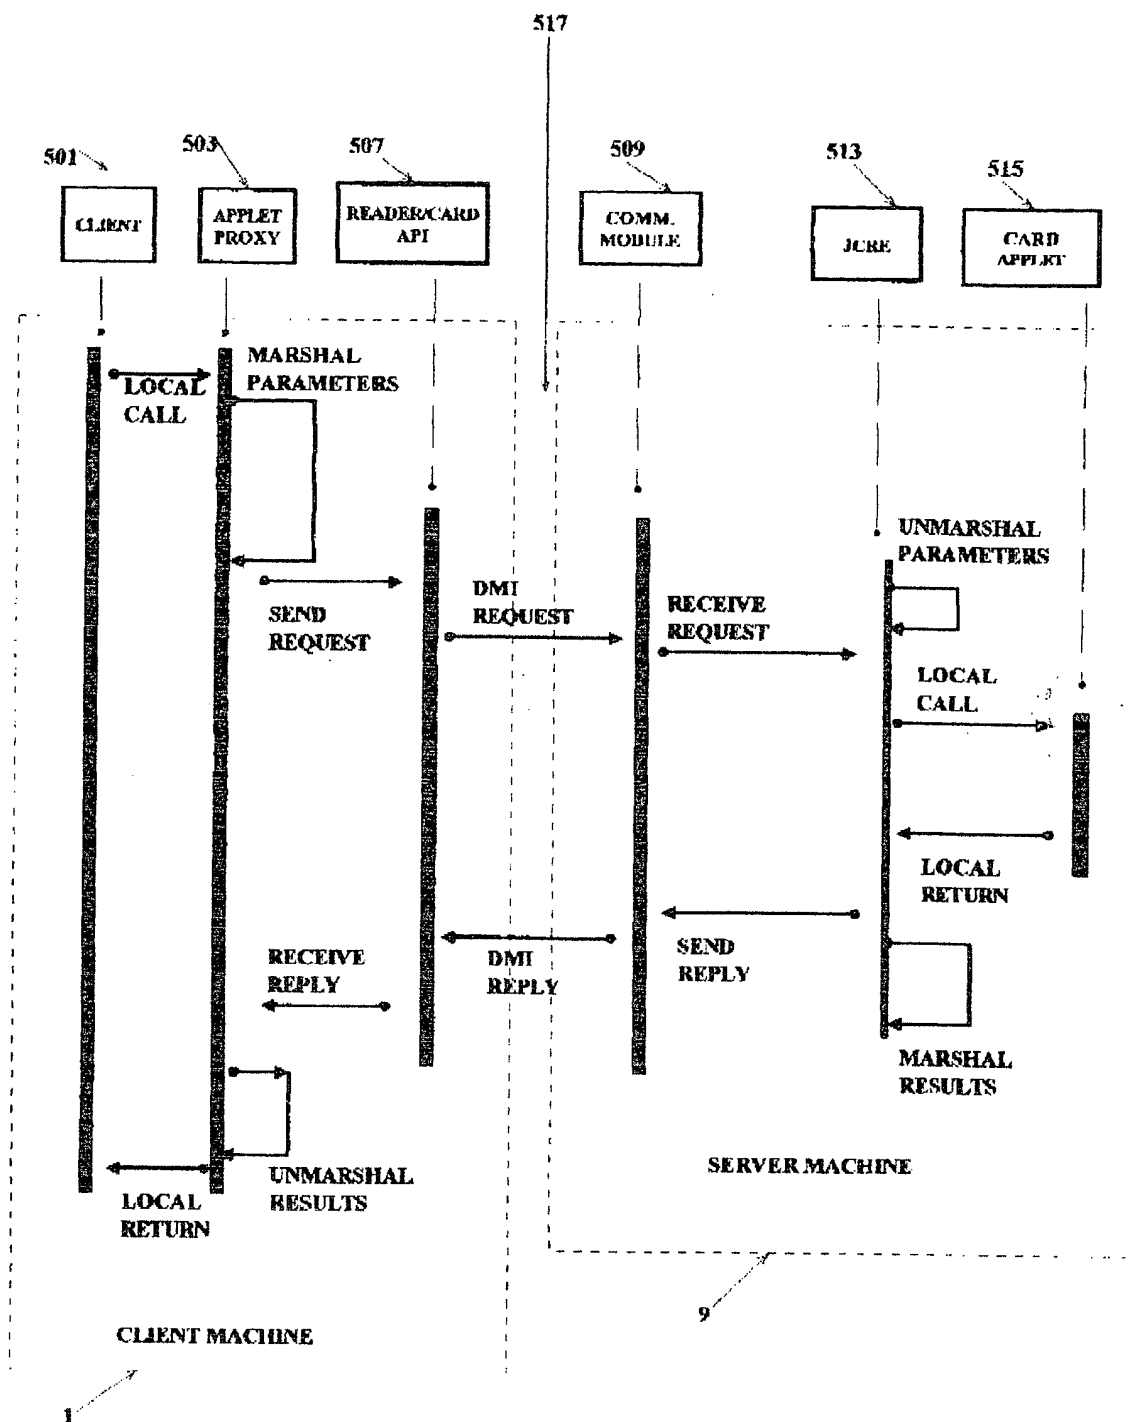 517
501
503
507
509
513
515
CLIENT
APPLET
PROXY
READER/CARD
API
COMM.
MODULE
JCRE
CARD
APPLET
MARSHAL
PARAMETERS
LOCAL
CALL
UNMARSHAL
PARAMETERS
SEND
REQUEST
DMI
REQUEST
RECEIVE
REQUEST
LOCAL
CALL
LOCAL
RETURN
SEND
REPLY
DMI
REPLY
RECEIVE
REPLY
MARSHAL
RESULTS
UNMARSHAL
RESULTS
LOCAL
RETURN
SERVER MACHINE
9
CLIENT MACHINE
1